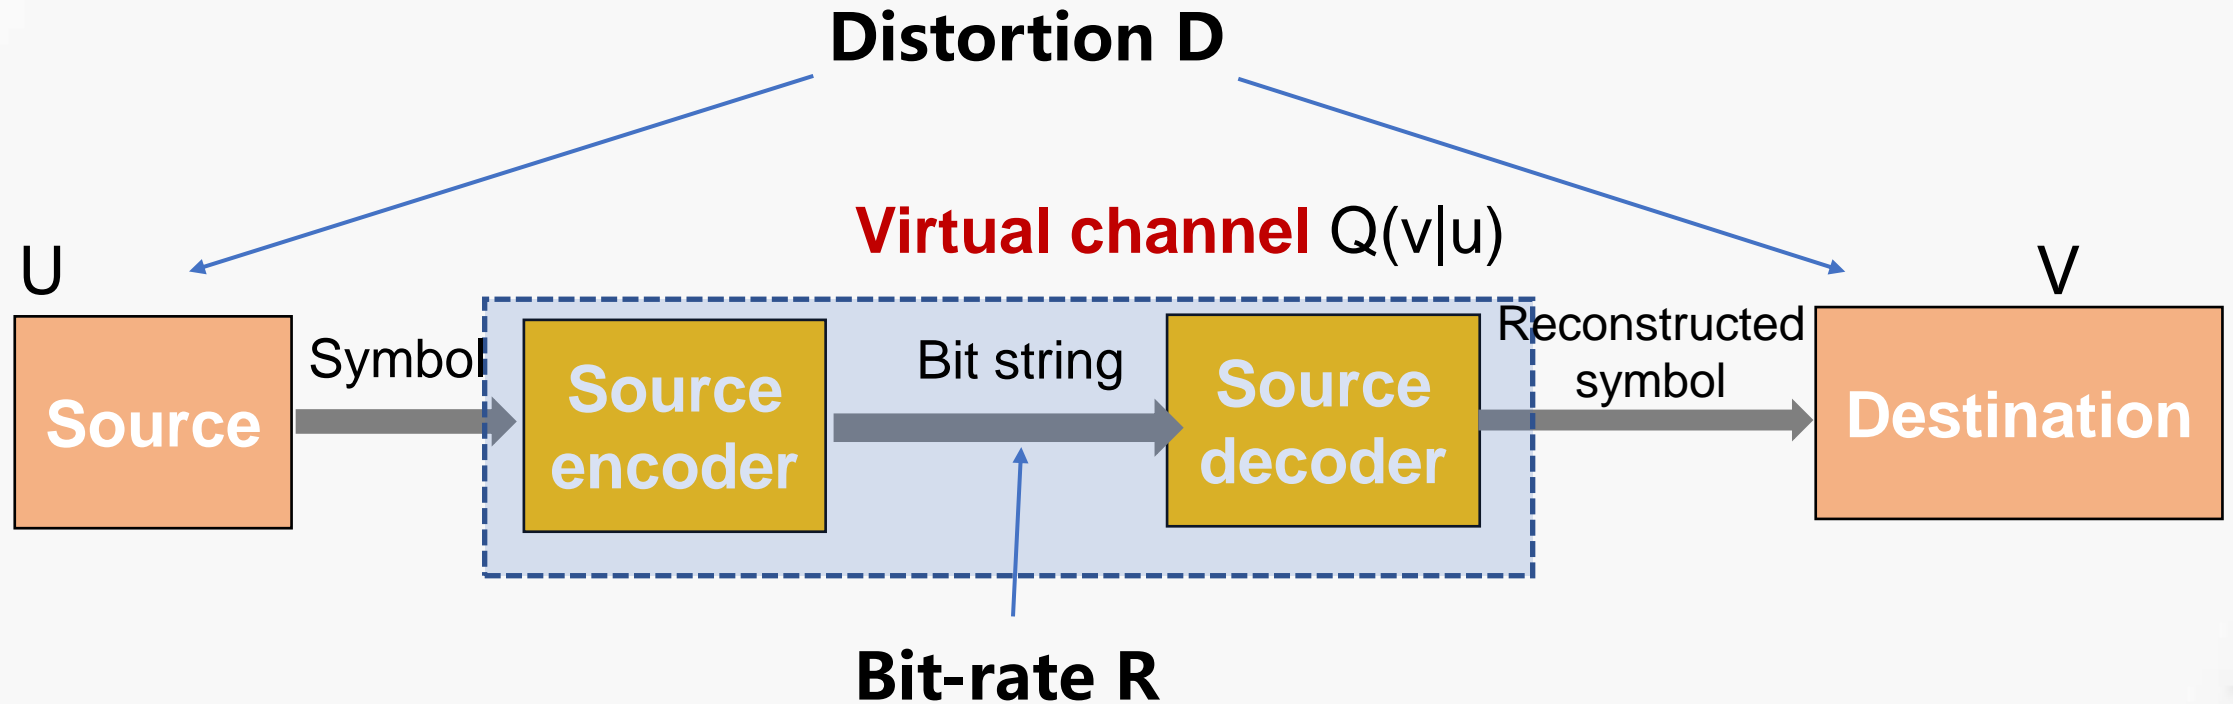 Distortion D
Virtual channel Q(v|u)
U
V
Source
Symbol
Source
encoder
Bit string
Source
decoder
Reconstructed
symbol
Destination
Bit-rate R